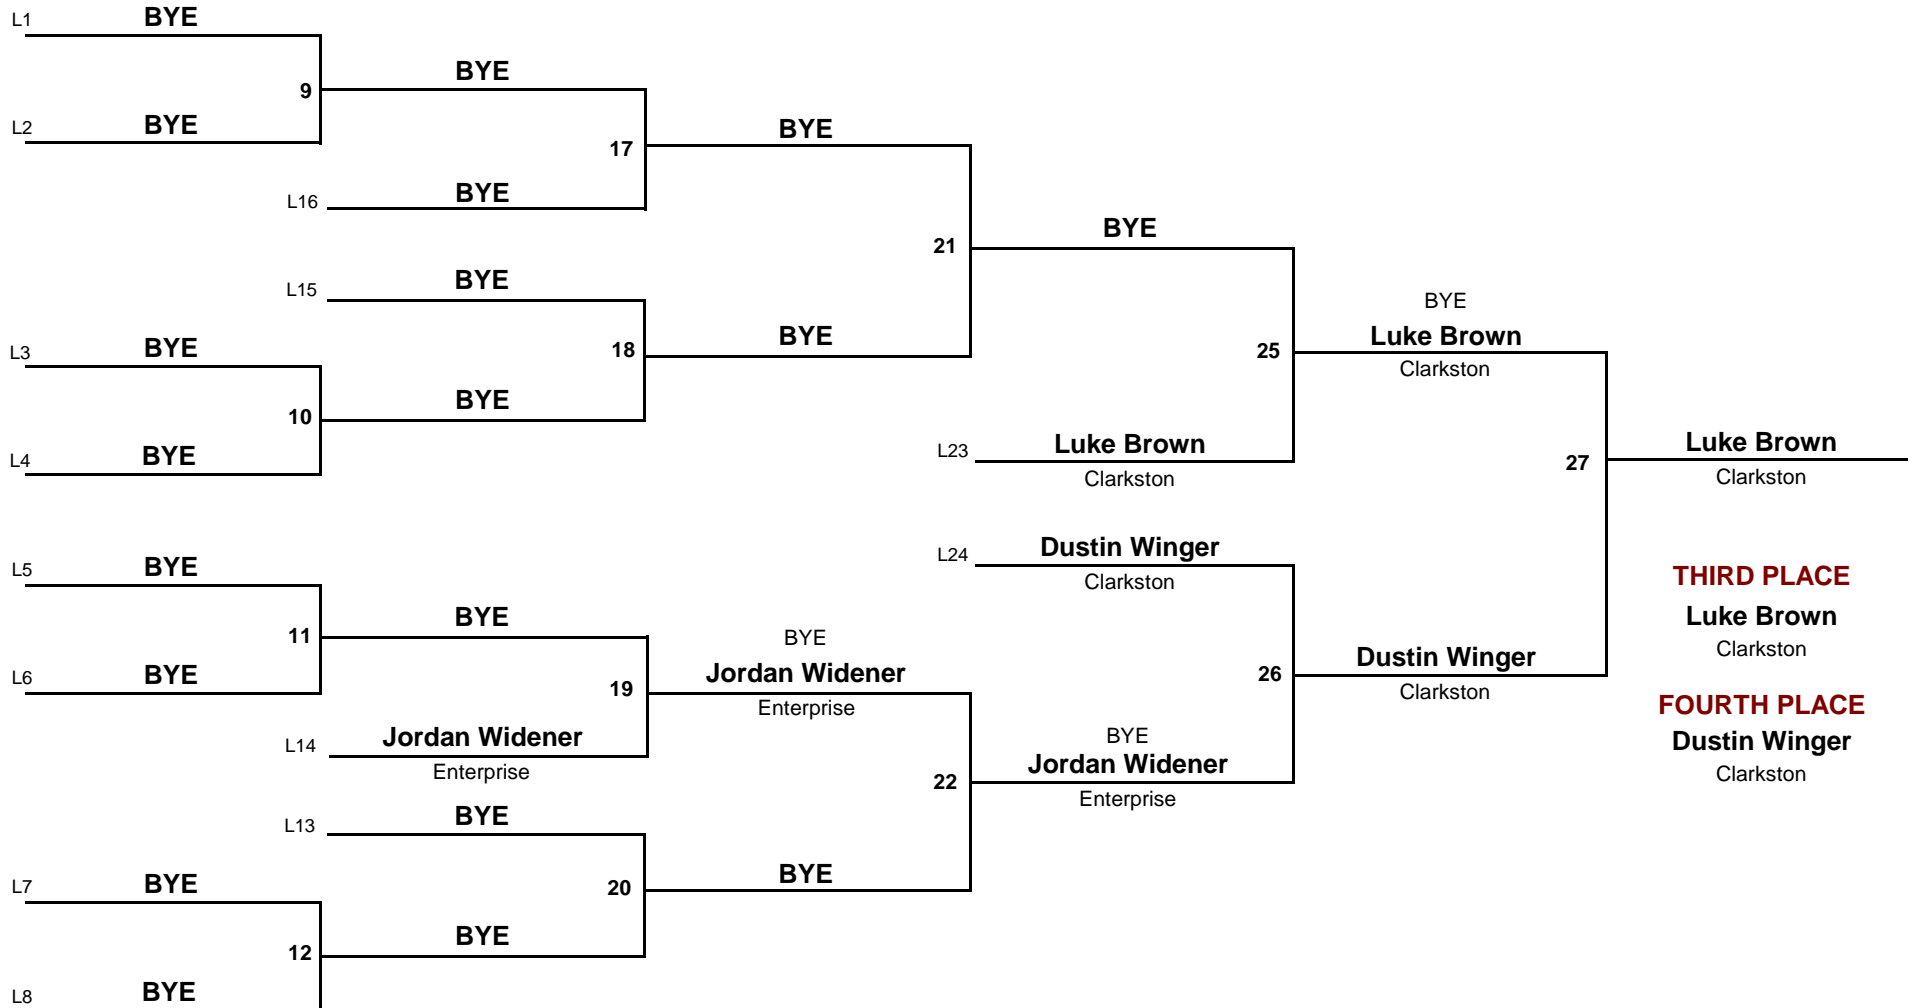 L1 BYE
9
L2 BYE
BYE
17
L16 BYE
BYE
L15 BYE
18
BYE
L3 BYE
10
BYE
L4 BYE
21
BYE
25
L23 Luke Brown
Clarkston
BYE
Luke Brown
Clarkston
L5 BYE
11
L6 BYE
BYE
19
L14 Jordan Widener
Enterprise
BYE
Jordan Widener
Enterprise
L13 BYE
20
BYE
L7 BYE
12
L8 BYE
BYE
22
BYE
Jordan Widener
Enterprise
L24 Dustin Winger
Clarkston
26
Dustin Winger
Clarkston
27
Luke Brown
Clarkston
THIRD PLACE
Luke Brown
Clarkston
FOURTH PLACE
Dustin Winger
Clarkston